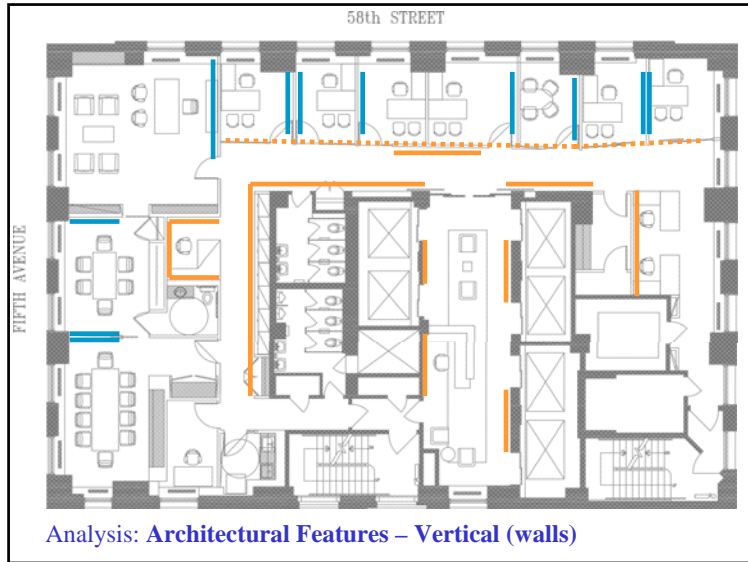 58th STREET
FIFTH AVENUE
Analysis: Architectural Features – Vertical (walls)